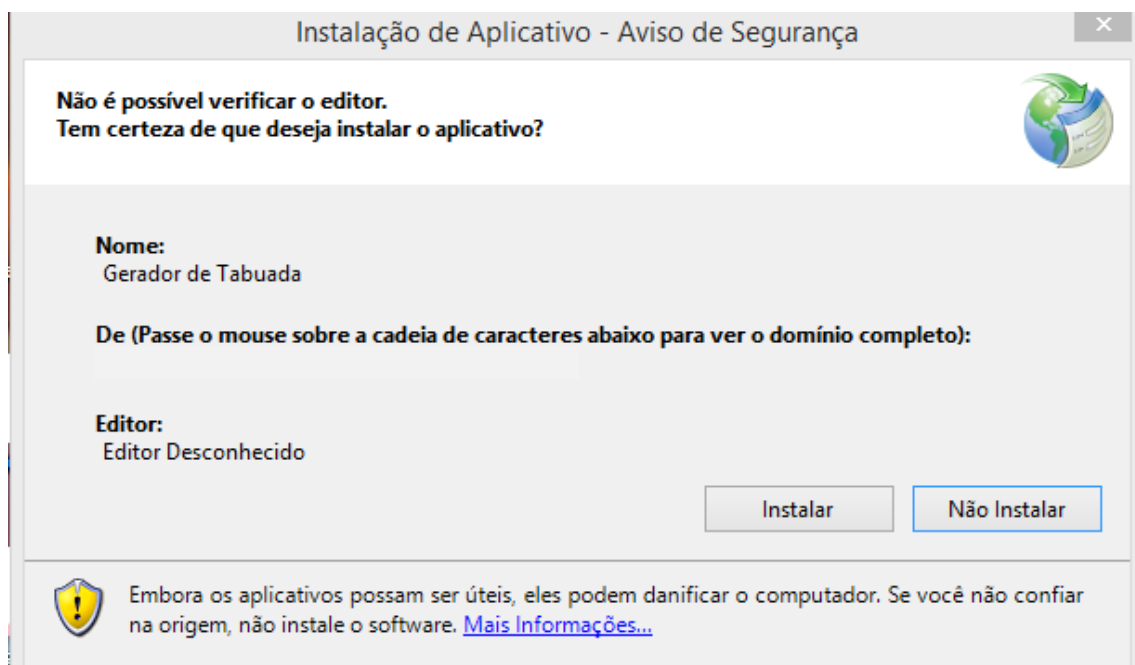 Instalação de Aplicativo - Aviso de Segurança
Não é possível verificar o editor.
Tem certeza de que deseja instalar o aplicativo?
Nome:
Gerador de Tabuada
De (Passe o mouse sobre a cadeia de caracteres abaixo para ver o domínio completo):
Editor:
Editor Desconhecido
Instalar
Não Instalar
Embora os aplicativos possam ser úteis, eles podem danificar o computador. Se você não confiar
na origem, não instale o software. Mais Informações...